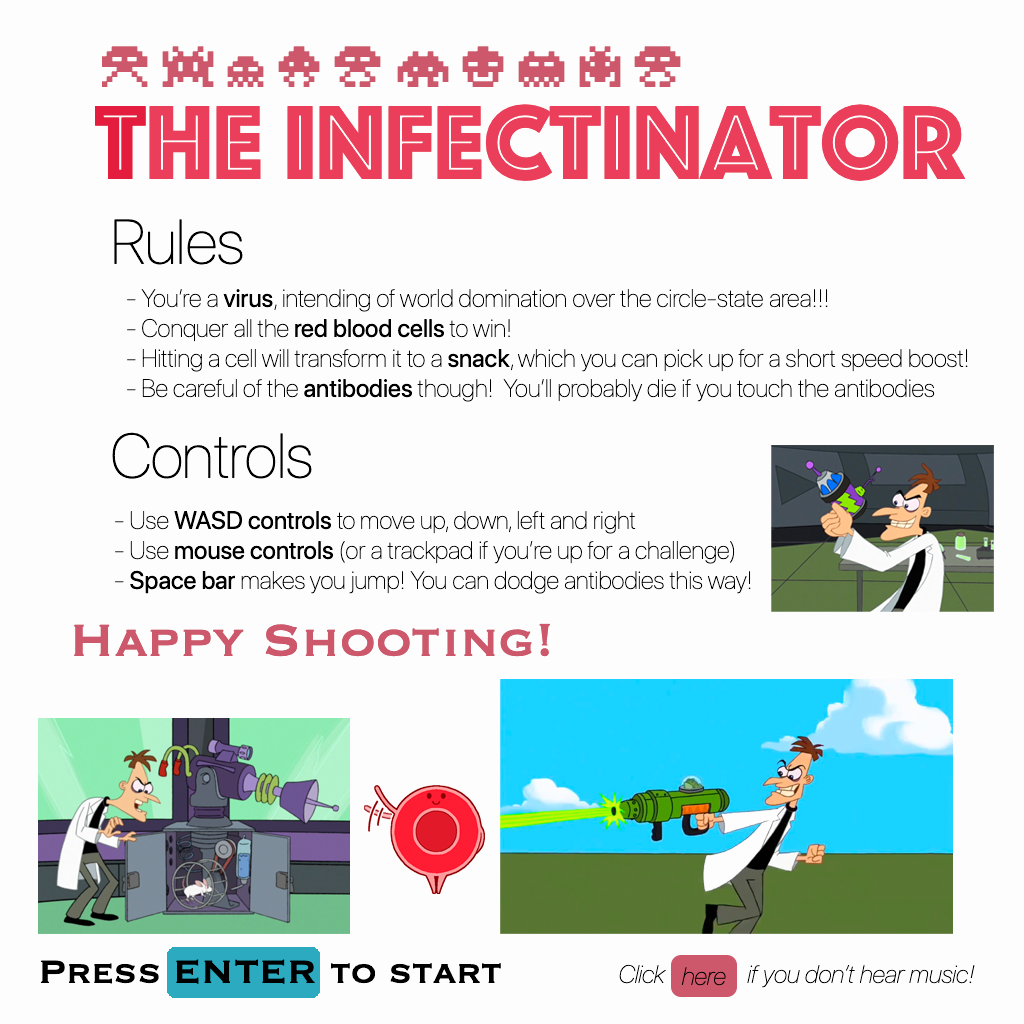 THE INFECTINATOR
Rules
- You're a virus, intending of world domination over the circle-state area!!!
- Conquer all the red blood cells to win!
- Hitting a cell will transform it to a snack, which you can pick up for a short speed boost!
- Be careful of the antibodies though! You'll probably die if you touch the antibodies
Controls
- Use WASD controls to move up, down, left and right
- Use mouse controls (or a trackpad if you're up for a challenge)
- Space bar makes you jump! You can dodge antibodies this way!
HAPPY SHOOTING!
PRESS ENTER TO START
Click here if you don't hear music!